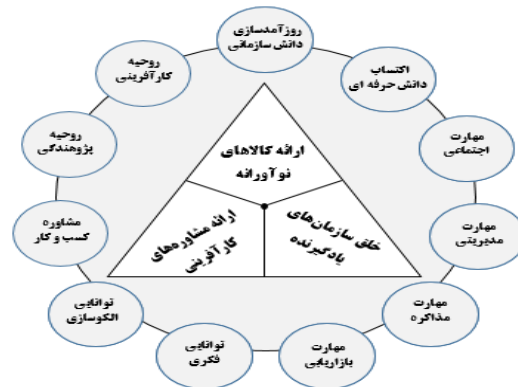 روزآمدسازی
دانش سازمانی
اکتساب
دانش حرفه ای
مهارت
اجتماعی
مهارت
مدیریتی
مهارت
مذاکره
مهارت
بازاریابی
توانایی
فکری
توانایی
الکوسازی
مشاوره
کسب و کار
روحیه
پژوهندگی
روحیه
کارآفرینی
ارائه کالاهای
نوآورانه
خلق سازمان‌های
یادگیرنده
ارائه مشاوره‌های
کارآفرینی